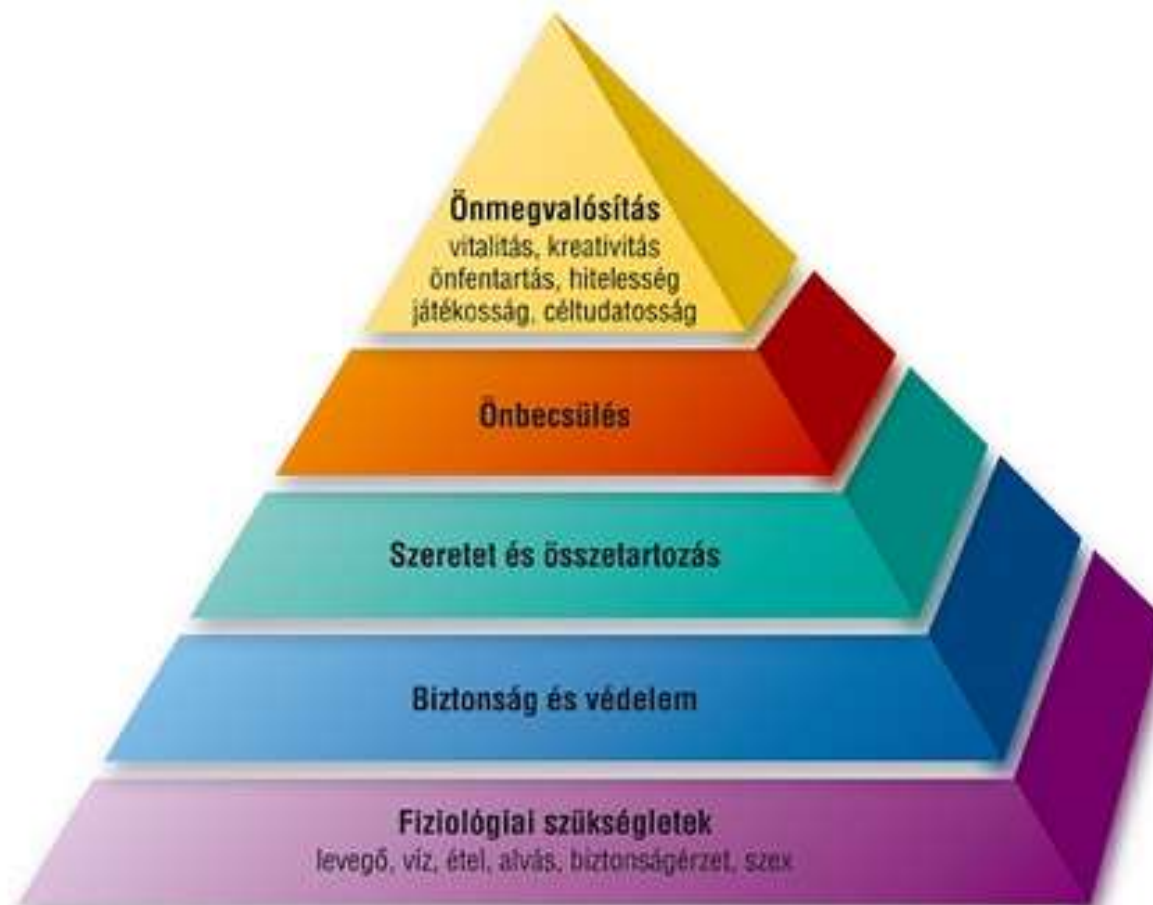 Önmegvalósítás
vitalitás, kreativitás
önfentartás, hitelesség
játékosság, céltudatosság
Önbecsülés
Szeretet és összetartozás
Biztonság és védelem
Fiziológiai szükségletek
levegő, víz, étel, alvás, biztonságérzet, szex